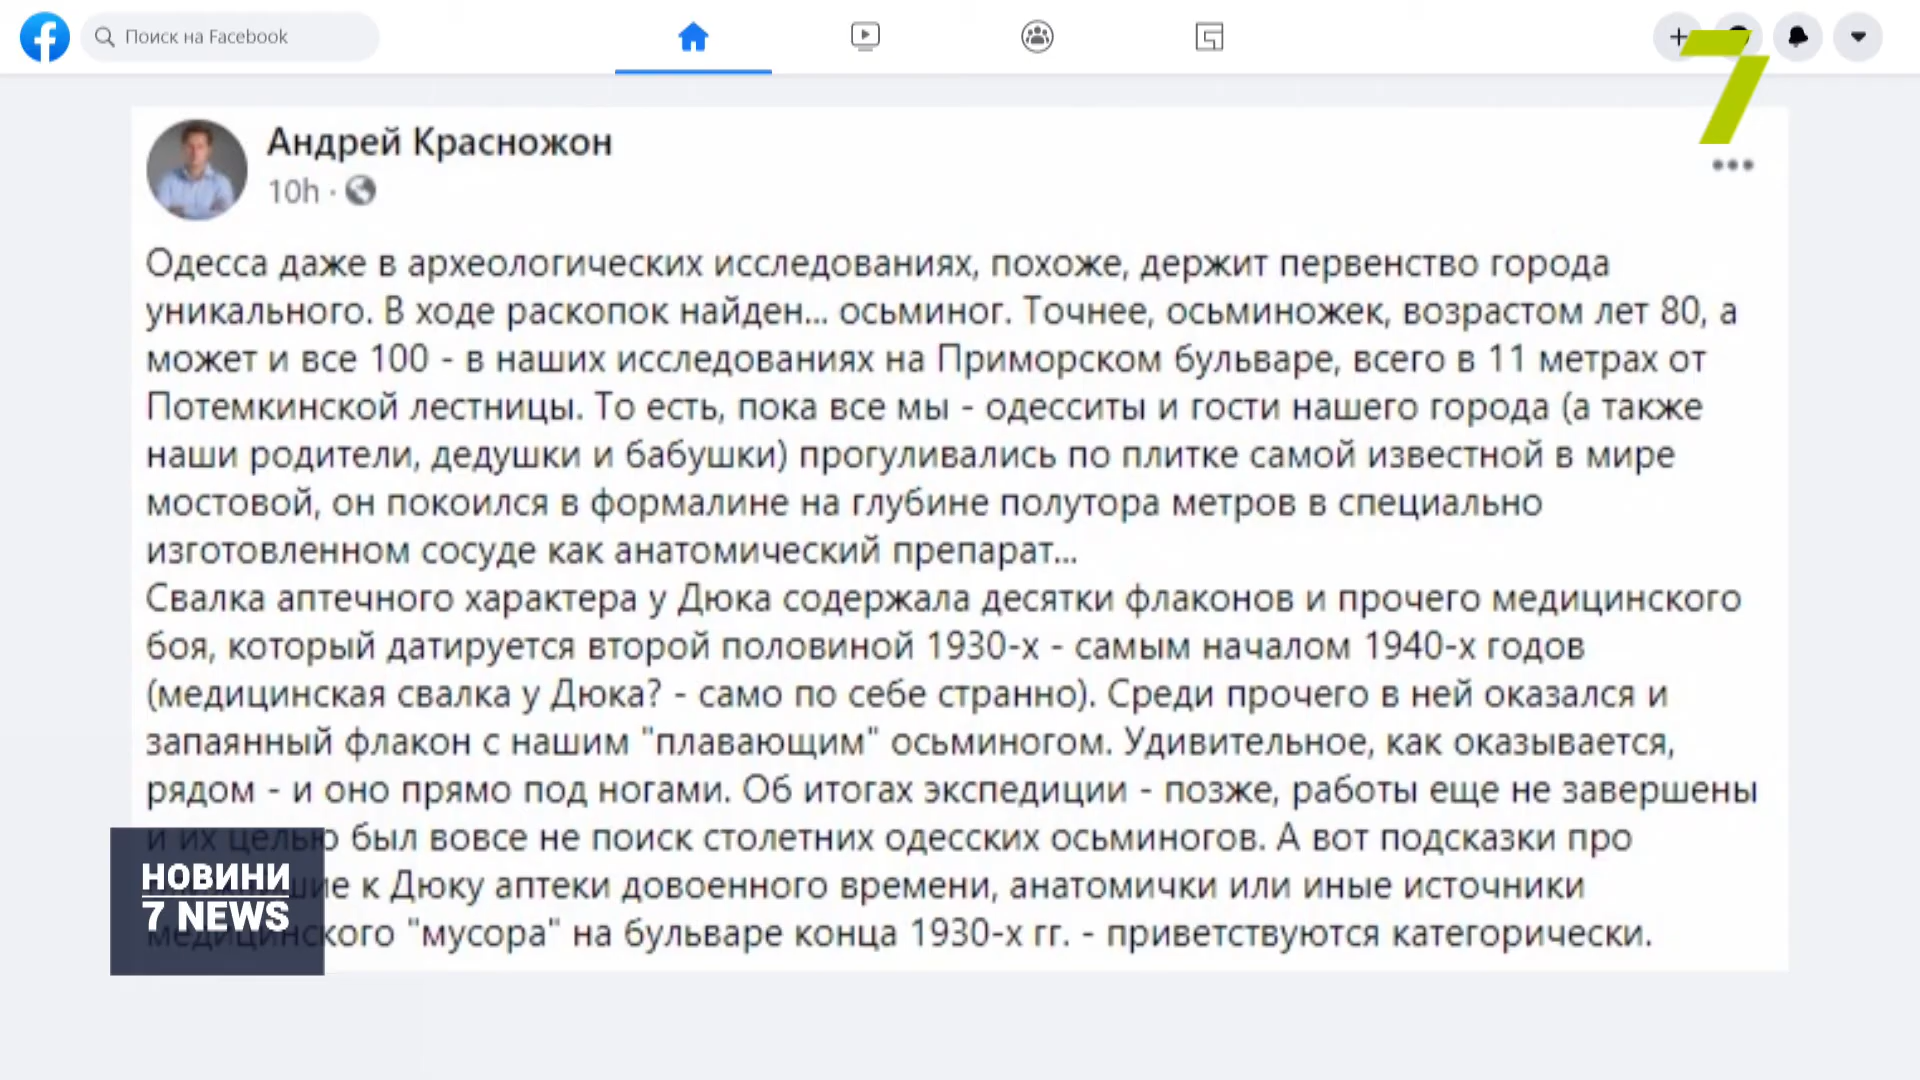 Поиск на Facebook
7
Андрей Красножон
10h ·
Одесса даже в археологических исследованиях, похоже, держит первенство города
уникального. В ходе раскопок найден... осьминог. Точнее, осьминожек, возрастом лет 80, а
может и все 100 - в наших исследованиях на Приморском бульваре, всего в 11 метрах от
Потемкинской лестницы. То есть, пока все мы - одесситы и гости нашего города (а также
наши родители, дедушки и бабушки) прогуливались по плитке самой известной в мире
мостовой, он покоился в формалине на глубине полутора метров в специально
изготовленном сосуде как анатомический препарат...
Свалка аптечного характера у Дюка содержала десятки флаконов и прочего медицинского
боя, который датируется второй половиной 1930-х - самым началом 1940-х годов
(медицинская свалка у Дюка? - само по себе странно). Среди прочего в ней оказался и
запаянный флакон с нашим "плавающим" осьминогом. Удивительное, как оказывается,
рядом - и оно прямо под ногами. Об итогах экспедиции - позже, работы еще не завершены
и их целью был вовсе не поиск столетних одесских осьминогов. А вот подсказки про
к Дюку аптеки довоенного времени, анатомички или иные источники
медицинского "мусора" на бульваре конца 1930-х гг. - приветствуются категорически.
НОВИНИ
7 NEWS